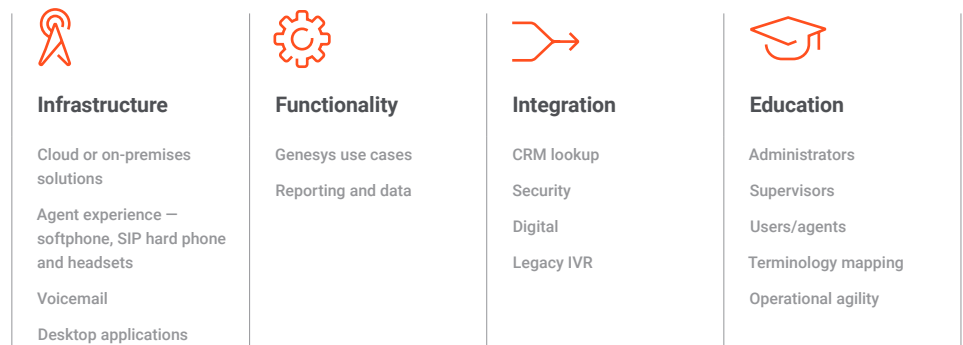 Infrastructure
Cloud or on-premises
solutions
Agent experience —
softphone, SIP hard phone
and headsets
Voicemail
Desktop applications
Functionality
Genesys use cases
Reporting and data
Integration
CRM lookup
Security
Digital
Legacy IVR
Education
Administrators
Supervisors
Users/agents
Terminology mapping
Operational agility